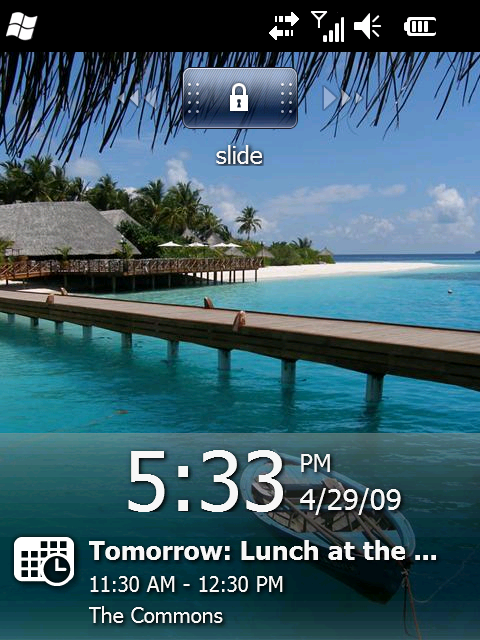 slide
5:33 PM
4/29/09
Tomorrow: Lunch at the ...
11:30 AM - 12:30 PM
The Commons